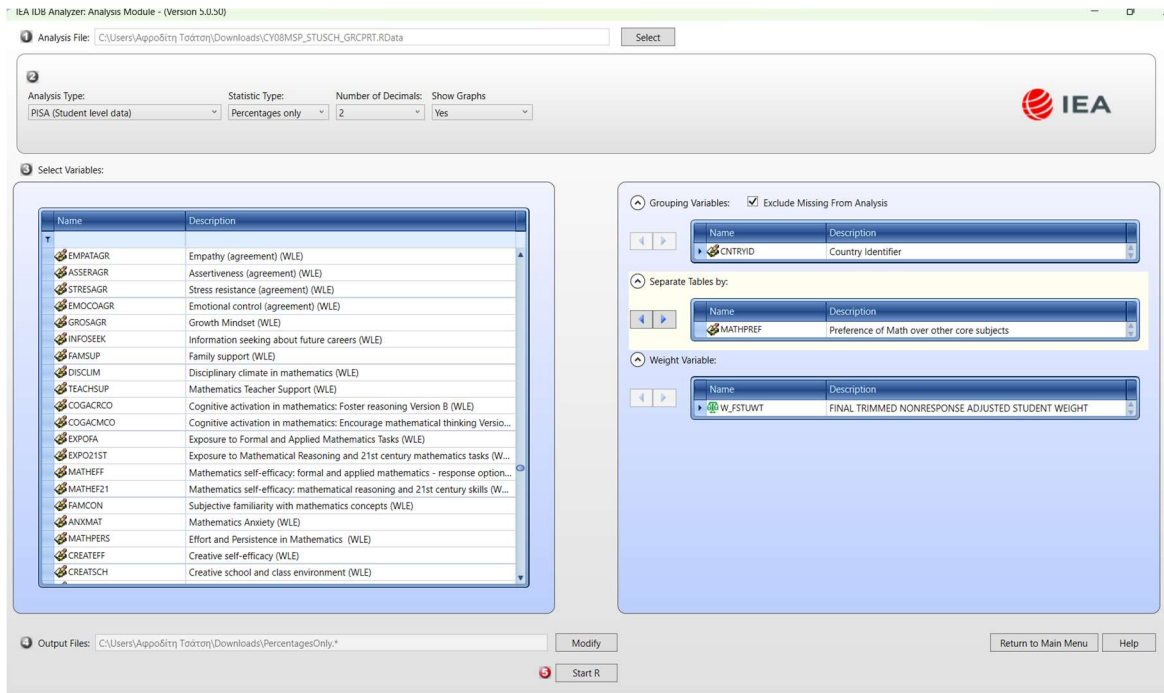 IEA IDB Analyzer: Analysis Module - (Version 5.0.50)
1 Analysis File: C:\Users\Αφροδίτη Τσάτση\Downloads\CY08MSP_STUSCH_GRCPRT.RData Select
2
Analysis Type: Statistic Type: Number of Decimals: Show Graphs
PISA (Student level data) Percentages only 2 Yes
IEA
3 Select Variables:
Name Description
EMPATAGR Empathy (agreement) (WLE)
ASSERAGR Assertiveness (agreement) (WLE)
STRESAGR Stress resistance (agreement) (WLE)
EMOCOAGR Emotional control (agreement) (WLE)
GROSAGR Growth Mindset (WLE)
INFOSEEK Information seeking about future careers (WLE)
FAMSUP Family support (WLE)
DISCLIM Disciplinary climate in mathematics (WLE)
TEACHSUP Mathematics Teacher Support (WLE)
COGACRCO Cognitive activation in mathematics: Foster reasoning Version B (WLE)
COGACMCO Cognitive activation in mathematics: Encourage mathematical thinking Versio...
EXPOFA Exposure to Formal and Applied Mathematics Tasks (WLE)
EXPO21ST Exposure to Mathematical Reasoning and 21st century mathematics tasks (W...
MATHEFF Mathematics self-efficacy: formal and applied mathematics - response option...
MATHEF21 Mathematics self-efficacy: mathematical reasoning and 21st century skills (W...
FAMCON Subjective familiarity with mathematics concepts (WLE)
ANXMAT Mathematics Anxiety (WLE)
MATHPERS Effort and Persistence in Mathematics (WLE)
CREATEFF Creative self-efficacy (WLE)
CREATSCH Creative school and class environment (WLE)
Grouping Variables: Exclude Missing From Analysis
Name Description
CNTRYID Country Identifier
Separate Tables by:
Name Description
MATHPREF Preference of Math over other core subjects
Weight Variable:
Name Description
W_FSTUWT FINAL TRIMMED NONRESPONSE ADJUSTED STUDENT WEIGHT
4 Output Files: C:\Users\Αφροδίτη Τσάτση\Downloads\PercentagesOnly.* Modify Return to Main Menu Help
5 Start R